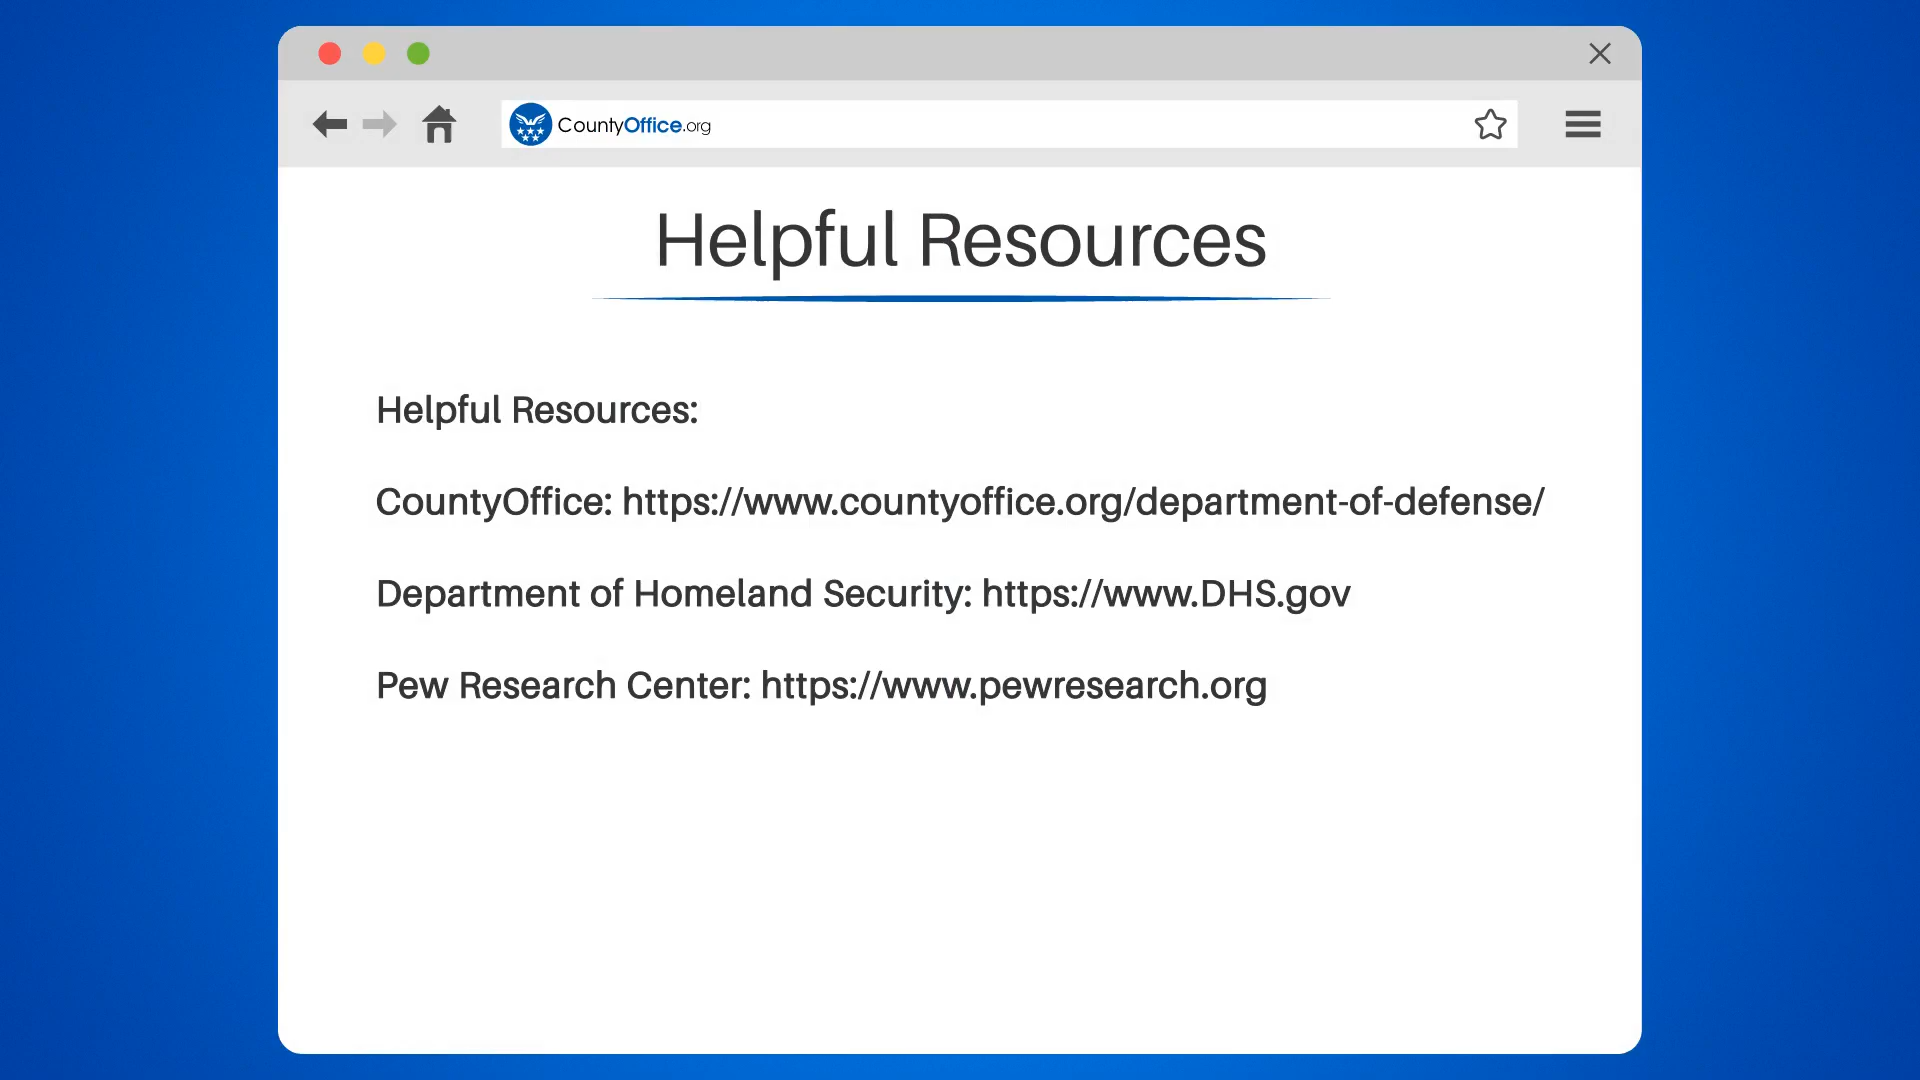 CountyOffice.org
Helpful Resources
Helpful Resources:
CountyOffice: https://www.countyoffice.org/department-of-defense/
Department of Homeland Security: https://www.DHS.gov
Pew Research Center: https://www.pewresearch.org